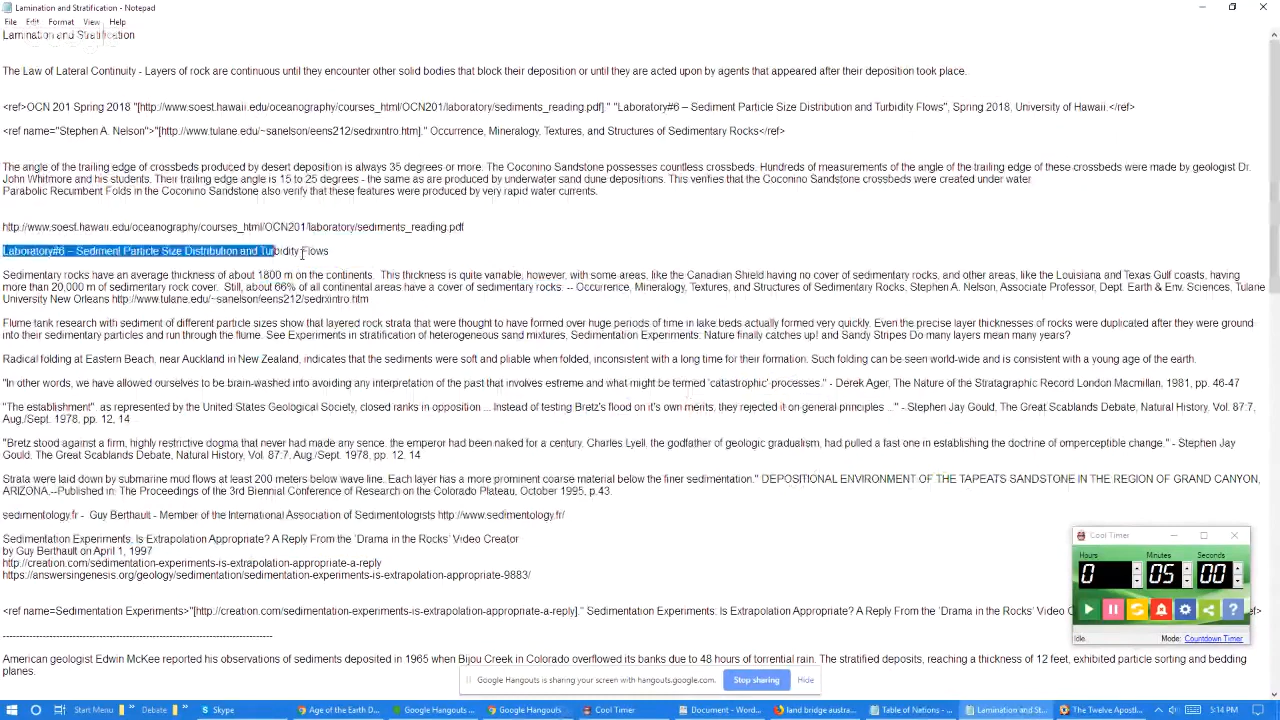 Lamination and Stratification - Notepad
File Edit Format View Help
Lamination and Stratification
The Law of Lateral Continuity - Layers of rock are continuous until they encounter other solid bodies that block their deposition or until they are acted upon by agents that appeared after their deposition took place.
<ref>OCN 201 Spring 2018 "[http://www.soest.hawaii.edu/oceanography/courses_html/OCN201/laboratory/sediments_reading.pdf]." "Laboratory#6 – Sediment Particle Size Distribution and Turbidity Flows", Spring 2018, University of Hawaii.</ref>
<ref name="Stephen A. Nelson">"[http://www.tulane.edu/~sanelson/eens212/sedrxintro.htm]." Occurrence, Mineralogy, Textures, and Structures of Sedimentary Rocks</ref>
The angle of the trailing edge of crossbeds produced by desert deposition is always 35 degrees or more. The Coconino Sandstone possesses countless crossbeds. Hundreds of measurements of the angle of the trailing edge of these crossbeds were made by geologist Dr.
John Whitmore and his students. Their trailing edge angle is 15 to 25 degrees - the same as are produced by underwater sand dune depositions. This verifies that the Coconino Sandstone crossbeds were created under water
Parabolic Recumbent Folds in the Coconino Sandstone also verify that these features were produced by very rapid water currents.
http://www.soest.hawaii.edu/oceanography/courses_html/OCN201/laboratory/sediments_reading.pdf
Laboratory#6 – Sediment Particle Size Distribution and Turbidity Flows
Sedimentary rocks have an average thickness of about 1800 m on the continents. This thickness is quite variable, however, with some areas, like the Canadian Shield having no cover of sedimentary rocks, and other areas, like the Louisiana and Texas Gulf coasts, having
more than 20,000 m of sedimentary rock cover. Still, about 66% of all continental areas have a cover of sedimentary rocks. -- Occurrence, Mineralogy, Textures, and Structures of Sedimentary Rocks. Stephen A. Nelson, Associate Professor, Dept. Earth & Env. Sciences, Tulane
University New Orleans http://www.tulane.edu/~sanelson/eens212/sedrxintro.htm
Flume tank research with sediment of different particle sizes show that layered rock strata that were thought to have formed over huge periods of time in lake beds actually formed very quickly. Even the precise layer thicknesses of rocks were duplicated after they were ground
into their sedimentary particles and run through the flume. See Experiments in stratification of heterogeneous sand mixtures, Sedimentation Experiments: Nature finally catches up! and Sandy Stripes Do many layers mean many years?
Radical folding at Eastern Beach, near Auckland in New Zealand, indicates that the sediments were soft and pliable when folded, inconsistent with a long time for their formation. Such folding can be seen world-wide and is consistent with a young age of the earth.
"In other words, we have allowed ourselves to be brain-washed into avoiding any interpretation of the past that involves extreme and what might be termed 'catastrophic' processes." - Derek Ager, The Nature of the Stratagraphic Record London Macmillan, 1981, pp. 46-47
"The establishment", as represented by the United States Geological Society, closed ranks in opposition ... Instead of testing Bretz's flood on it's own merits, they rejected it on general principles ..." - Stephen Jay Gould, The Great Scablands Debate, Natural History, Vol. 87:7,
Aug./Sept. 1978, pp. 12, 14
"Bretz stood against a firm, highly restrictive dogma that never had made any sence, the emperor had been naked for a century. Charles Lyell, the godfather of geologic gradualism, had pulled a fast one in establishing the doctrine of omperceptible change." - Stephen Jay
Gould, The Great Scablands Debate, Natural History, Vol. 87:7, Aug./Sept. 1978, pp. 12, 14
Strata were laid down by submarine mud flows at least 200 meters below wave line. Each layer has a more prominent coarse material below the finer sedimentation." DEPOSITIONAL ENVIRONMENT OF THE TAPEATS SANDSTONE IN THE REGION OF GRAND CANYON,
ARIZONA,--Published in: The Proceedings of the 3rd Biennial Conference of Research on the Colorado Plateau, October 1995, p.43.
sedimentology.fr - Guy Berthault - Member of the International Association of Sedimentologists http://www.sedimentology.fr/
Sedimentation Experiments: Is Extrapolation Appropriate? A Reply From the 'Drama in the Rocks' Video Creator
by Guy Berthault on April 1, 1997
http://creation.com/sedimentation-experiments-is-extrapolation-appropriate-a-reply
https://answersingenesis.org/geology/sedimentation/sedimentation-experiments-is-extrapolation-appropriate-9883/
<ref name=Sedimentation Experiments>"[http://creation.com/sedimentation-experiments-is-extrapolation-appropriate-a-reply]." Sedimentation Experiments: Is Extrapolation Appropriate? A Reply From the 'Drama in the Rocks' Video
--------------------------------------------------------------------------------
American geologist Edwin McKee reported his observations of sediments deposited in 1965 when Bijou Creek in Colorado overflowed its banks due to 48 hours of torrential rain. The stratified deposits, reaching a thickness of 12 feet, exhibited particle sorting and bedding
planes.
Cool Timer
Hours Minutes Seconds
0 05 00
Idle. Mode: Countdown Timer
Google Hangouts is sharing your screen with hangouts.google.com. Stop sharing Hide
Start Menu » Debate » Skype Age of the Earth D... Google Hangouts ... Google Hangouts Cool Timer Document - Word... land bridge austra... Table of Nations - ... Lamination and St... The Twelve Apostl... 5:14 PM